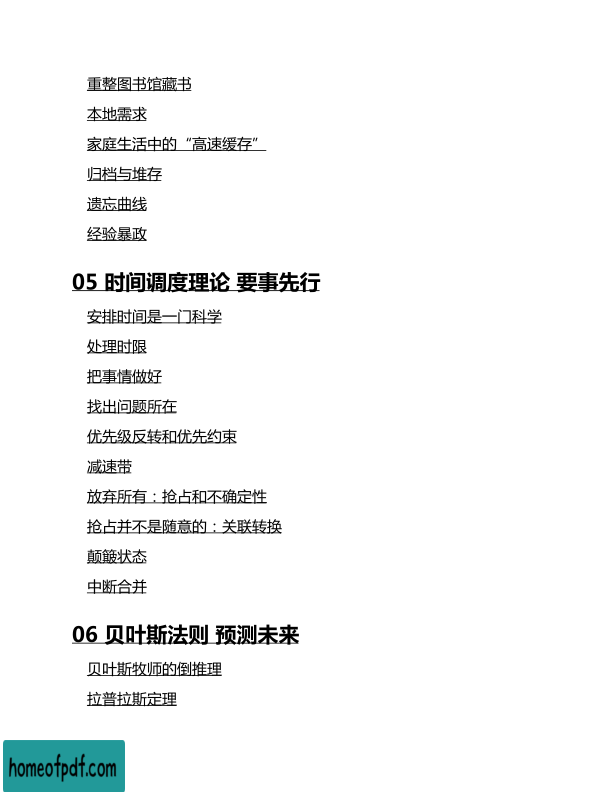 重整图书馆藏书
本地需求
家庭生活中的“高速缓存”
归档与堆存
遗忘曲线
经验暴政
05 时间调度理论 要事先行
安排时间是一门科学
处理时限
把事情做好
找出问题所在
优先级反转和优先约束
减速带
放弃所有：抢占和不确定性
抢占并不是随意的：关联转换
颠簸状态
中断合并
06 贝叶斯法则 预测未来
贝叶斯牧师的倒推理
拉普拉斯定理
homeofpdf.com